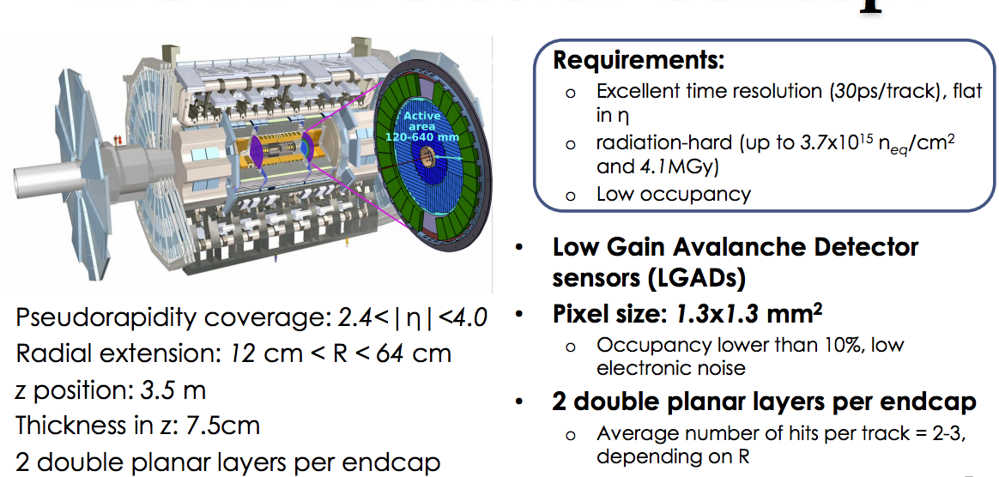 Active
area
120-640 mm
Pseudorapidity coverage: 2.4<|η|<4.0
Radial extension: 12 cm < R < 64 cm
z position: 3.5 m
Thickness in z: 7.5cm
2 double planar layers per endcap
Requirements:
o Excellent time resolution (30ps/track), flat
in η
o radiation-hard (up to 3.7x10¹⁵ n_eq/cm²
and 4.1MGy)
o Low occupancy
• Low Gain Avalanche Detector
sensors (LGADs)
• Pixel size: 1.3x1.3 mm²
o Occupancy lower than 10%, low
electronic noise
• 2 double planar layers per endcap
o Average number of hits per track = 2-3,
depending on R